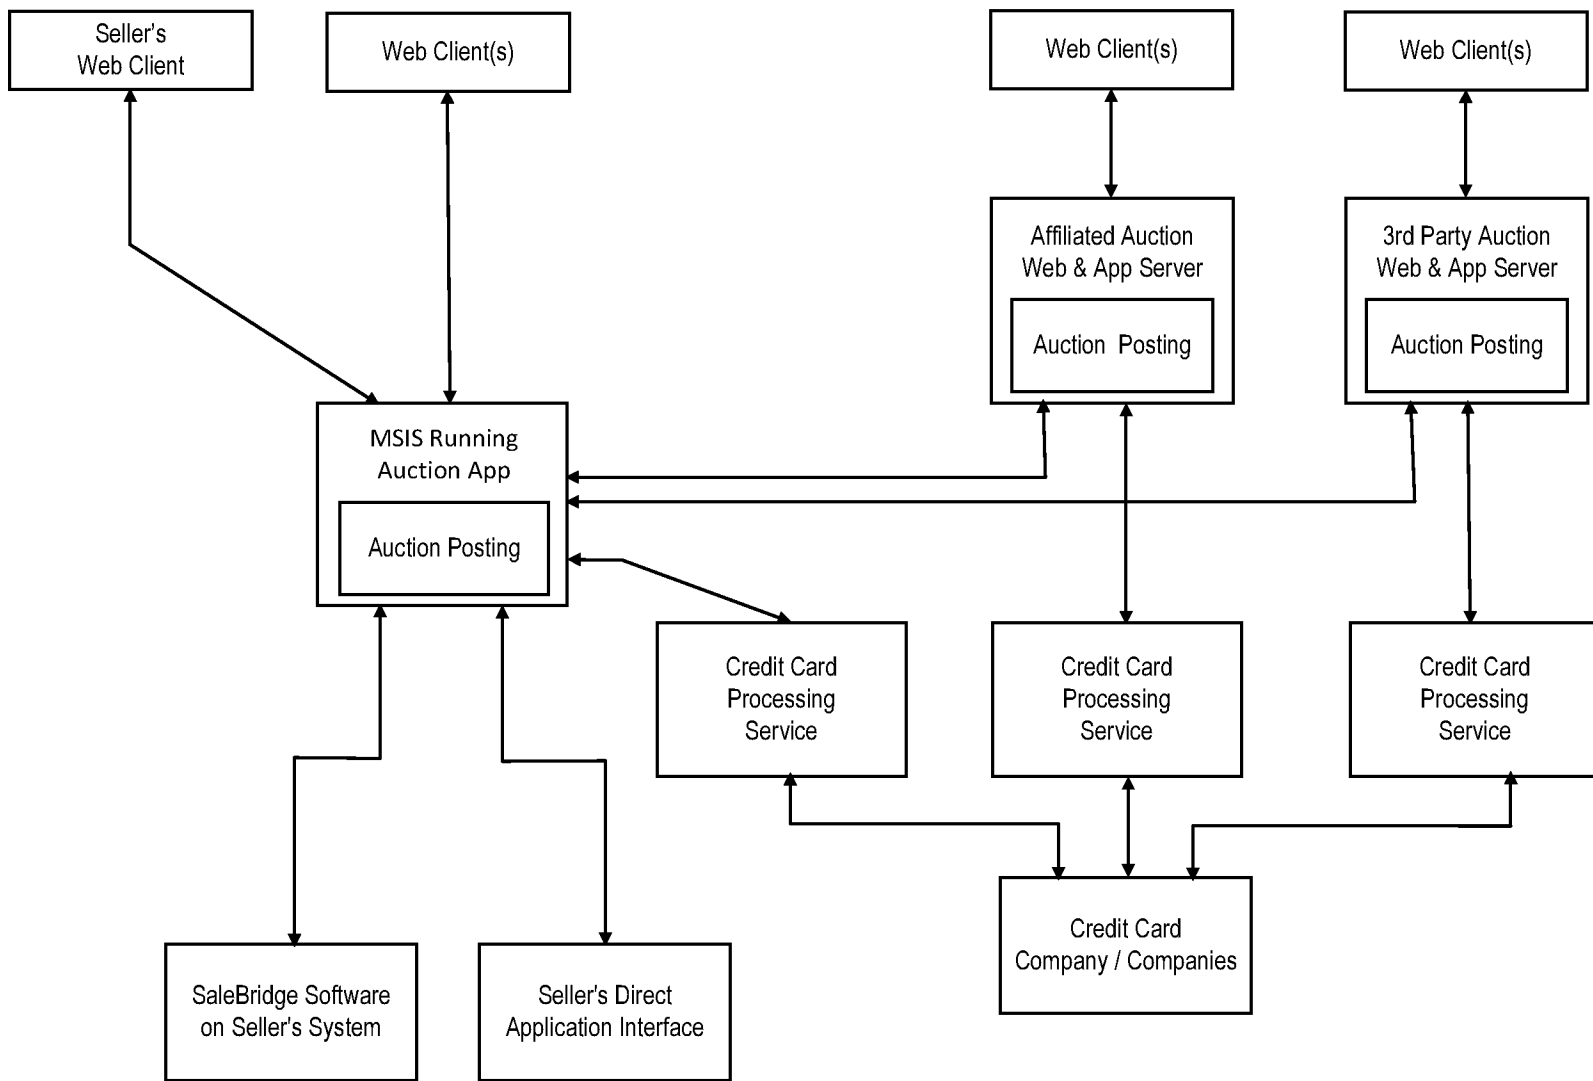 Seller's
Web Client
Web Client(s)
Web Client(s)
Web Client(s)
Affiliated Auction
Web & App Server
Auction  Posting
3rd Party Auction
Web & App Server
Auction Posting
MSIS Running
Auction App
Auction Posting
Credit Card
Processing
Service
Credit Card
Processing
Service
Credit Card
Processing
Service
Credit Card
Company / Companies
SaleBridge Software
on Seller's System
Seller's Direct
Application Interface